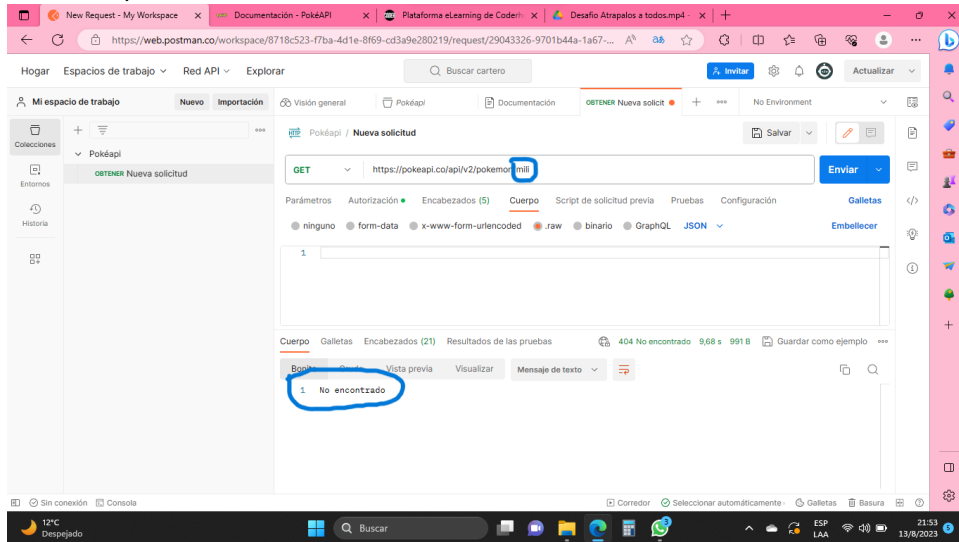 New Request - My Workspace
Documentación - PokéAPI
Plataforma eLearning de Coderh
Desafio Atrapalos a todos.mp4 -
https://web.postman.co/workspace/8718c523-f7ba-4d1e-8f69-cd3a9e280219/request/29043326-9701b44a-1a67-...
Hogar Espacios de trabajo Red API Explorar
Buscar cartero
Invitar
Actualizar
Mi espacio de trabajo
Nuevo Importación
Visión general
Pokéapi
Documentación
OBTENER Nueva solicit
No Environment
Colecciones
Pokéapi
OBTENER Nueva solicitud
Entornos
Historia
HTTP Pokéapi / Nueva solicitud
Salvar
GET
https://pokeapi.co/api/v2/pokemon/mili
Enviar
Parámetros Autorización Encabezados (5) Cuerpo Script de solicitud previa Pruebas Configuración Galletas
ninguno form-data x-www-form-urlencoded .raw binario GraphQL JSON Embellecer
1
Cuerpo Galletas Encabezados (21) Resultados de las pruebas
404 No encontrado 9,68 s 991 B Guardar como ejemplo
Bonito Crudo Vista previa Visualizar Mensaje de texto
1 No encontrado
Sin conexión Consola
Corredor Seleccionar automáticamente Galletas Basura
12°C
Despejado
Buscar
ESP
LAA
21:53
13/8/2023
5